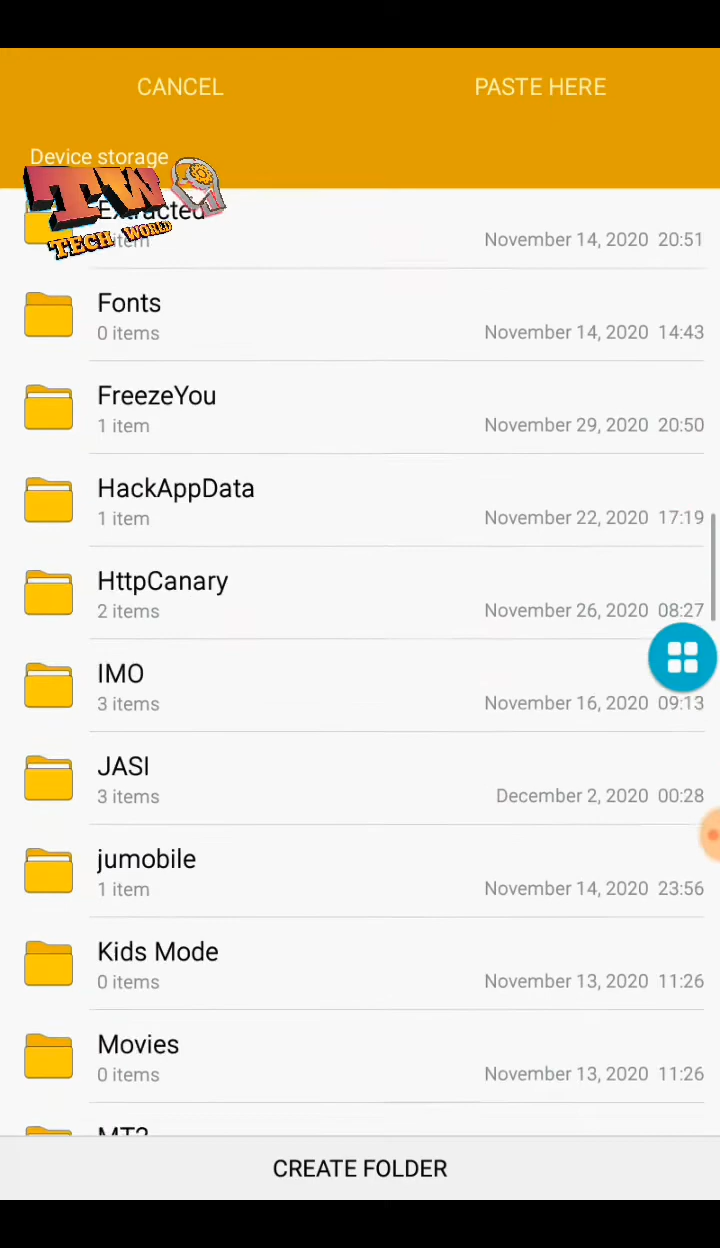 CANCEL
PASTE HERE
Device storage
TW
TECH WORLD
Extracted
item
November 14, 2020 20:51
Fonts
0 items
November 14, 2020 14:43
FreezeYou
1 item
November 29, 2020 20:50
HackAppData
1 item
November 22, 2020 17:19
HttpCanary
2 items
November 26, 2020 08:27
IMO
3 items
November 16, 2020 09:13
JASI
3 items
December 2, 2020 00:28
jumobile
1 item
November 14, 2020 23:56
Kids Mode
0 items
November 13, 2020 11:26
Movies
0 items
November 13, 2020 11:26
MT2
CREATE FOLDER